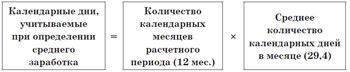 Календарные дни,
учитываемые
при определении
среднего
заработка
=
Количество
календарных
месяцев
расчетного
периода (12 мес.)
×
Среднее
количество
календарных дней
в месяце (29,4)